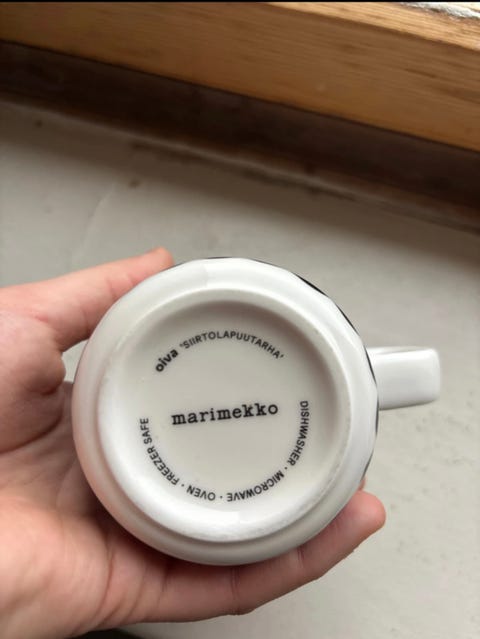 oiva 'SIIRTOLAPUUTARHA'
marimekko
DISHWASHER · MICROWAVE · OVEN · FREEZER SAFE